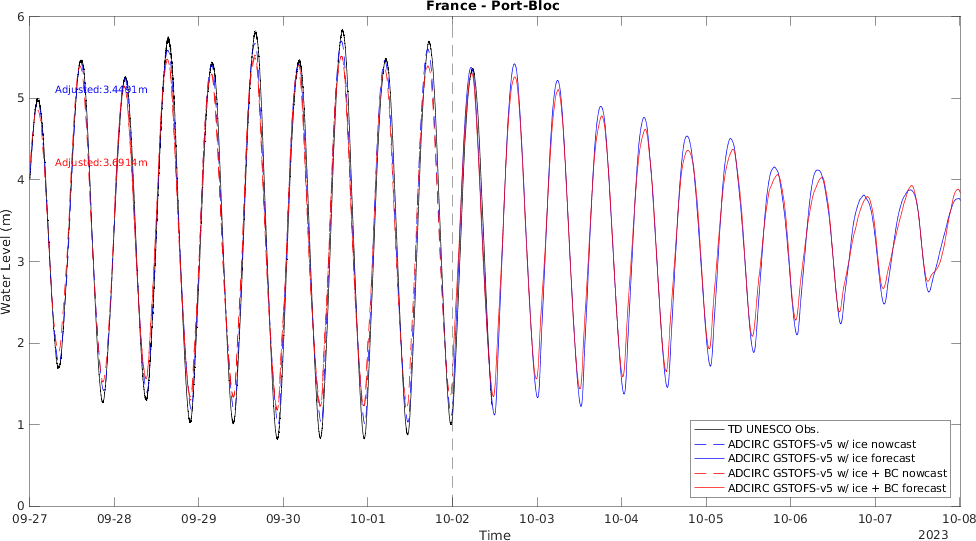 France - Port-Bloc
6
5
4
3
2
1
0
Water Level (m)
Adjusted:3.4491m
Adjusted:3.6914m
TD UNESCO Obs.
ADCIRC GSTOFS-v5 w/ ice nowcast
ADCIRC GSTOFS-v5 w/ ice forecast
ADCIRC GSTOFS-v5 w/ ice + BC nowcast
ADCIRC GSTOFS-v5 w/ ice + BC forecast
09-27 09-28 09-29 09-30 10-01 10-02 10-03 10-04 10-05 10-06 10-07 10-08
Time
2023